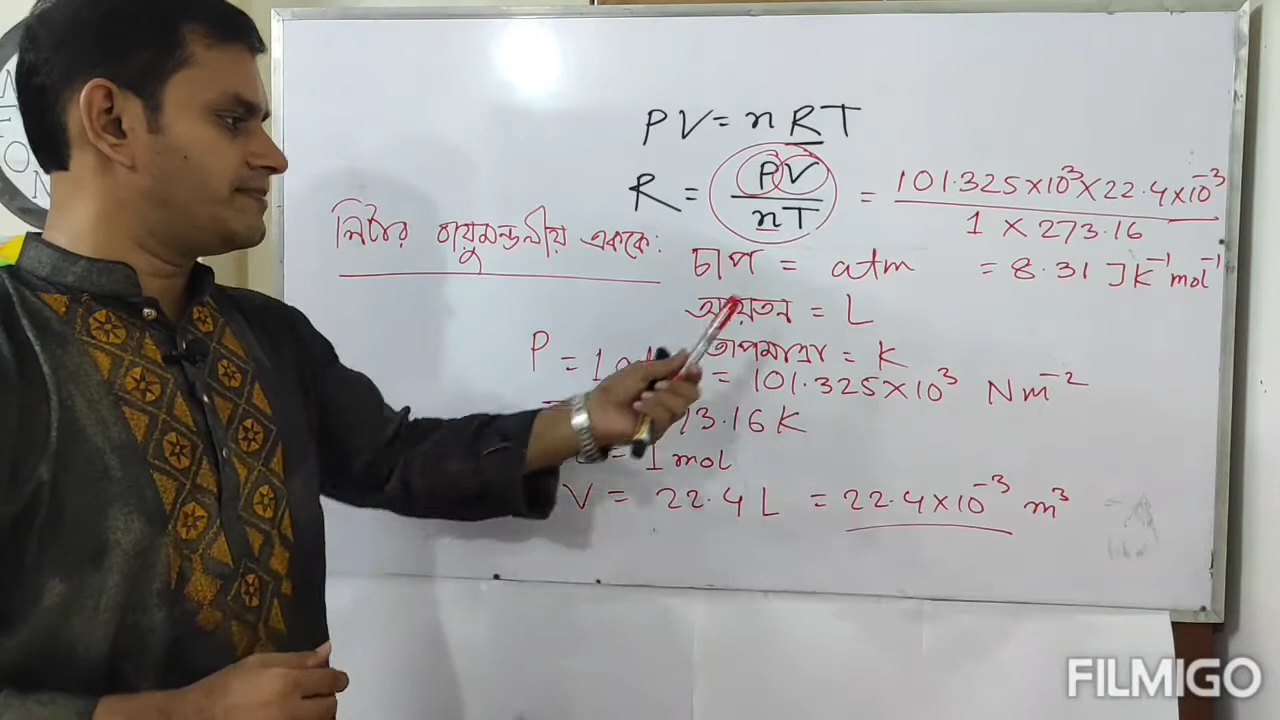 PV = nRT
R = PV/nT = 101.325×10³×22.4×10⁻³/1 × 273.16
= 8.31 JK⁻¹mol⁻¹
লিটার বায়ুমন্ডলীয় এককে:
চাপ = atm
আয়তন = L
তাপমাত্রা = K
P = 1 = 101.325×10³ Nm⁻²
73.16 K
= 1 mol
V = 22.4 L = 22.4×10⁻³ m³
FILMIGO